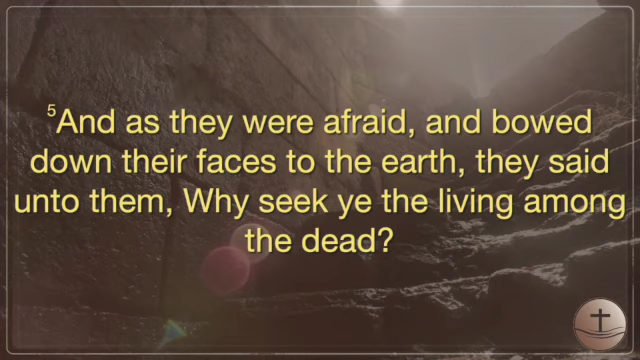 5And as they were afraid, and bowed
down their faces to the earth, they said
unto them, Why seek ye the living among
the dead?